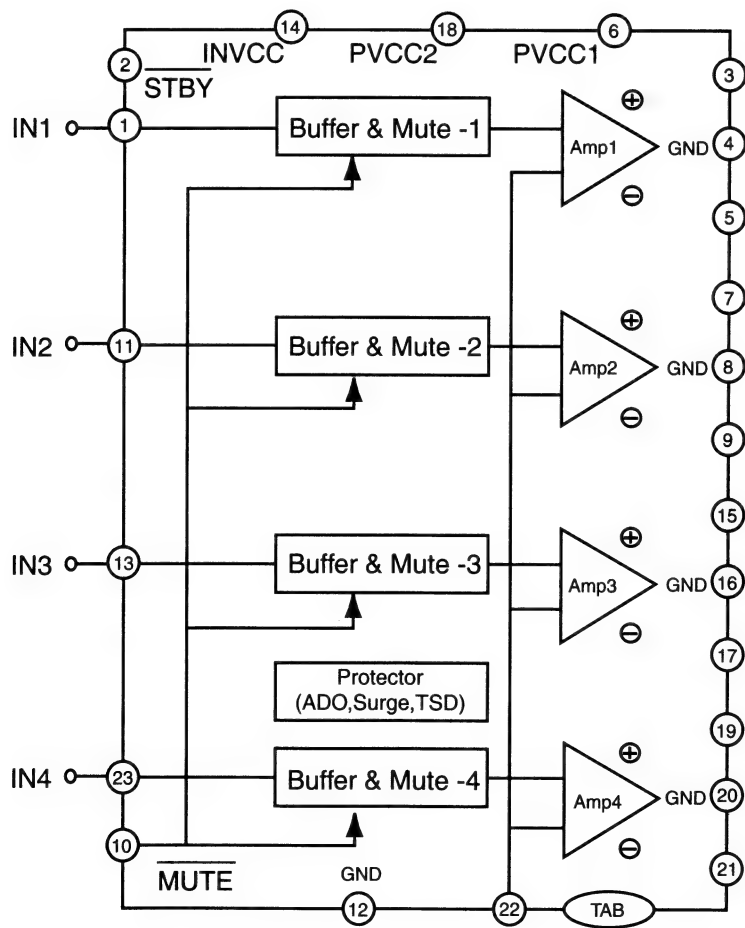 14
18
6
INVCC
PVCC2
PVCC1
2
STBY
3
IN1
1
Buffer & Mute -1
Amp1
+
−
GND
4
5
7
IN2
11
Buffer & Mute -2
Amp2
+
−
GND
8
9
15
IN3
13
Buffer & Mute -3
Amp3
+
−
GND
16
17
Protector
(ADO,Surge,TSD)
19
IN4
23
Buffer & Mute -4
Amp4
+
−
GND
20
10
MUTE
21
GND
12
22
TAB